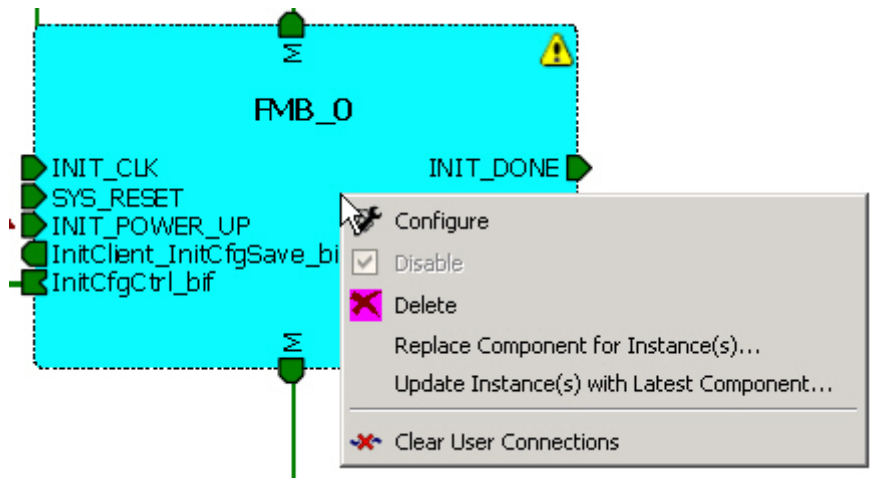 M
FMB_0
INIT_CLK
INIT_DONE
SYS_RESET
INIT_POWER_UP
InitClient_InitCfgSave_bi
InitCfgCtrl_bif
M
Configure
Disable
Delete
Replace Component for Instance(s)...
Update Instance(s) with Latest Component...
Clear User Connections